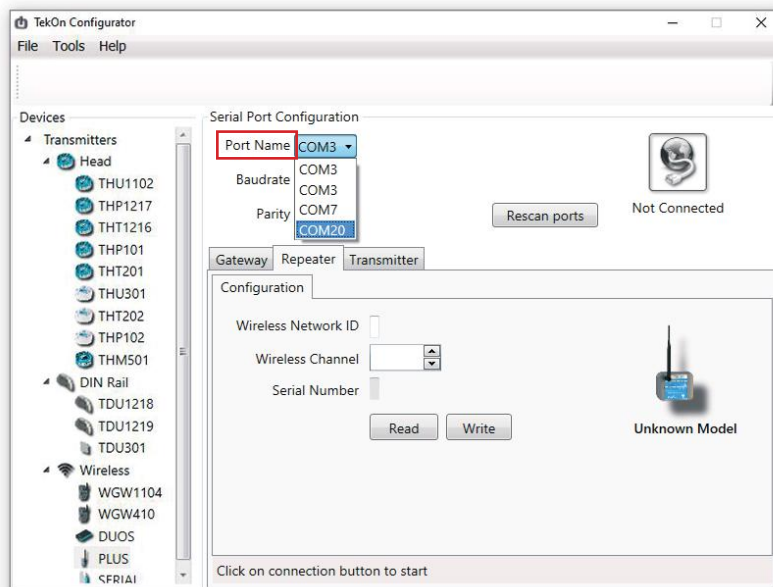 TekOn Configurator
File Tools Help
Devices
Transmitters
Head
THU1102
THP1217
THT1216
THP101
THT201
THU301
THT202
THP102
THM501
DIN Rail
TDU1218
TDU1219
TDU301
Wireless
WGW1104
WGW410
DUOS
PLUS
SERIAL
Serial Port Configuration
Port Name COM3
COM3
COM3
COM7
COM20
Baudrate
Parity
Rescan ports
Not Connected
Gateway Repeater Transmitter
Configuration
Wireless Network ID
Wireless Channel
Serial Number
Read Write
Unknown Model
Click on connection button to start